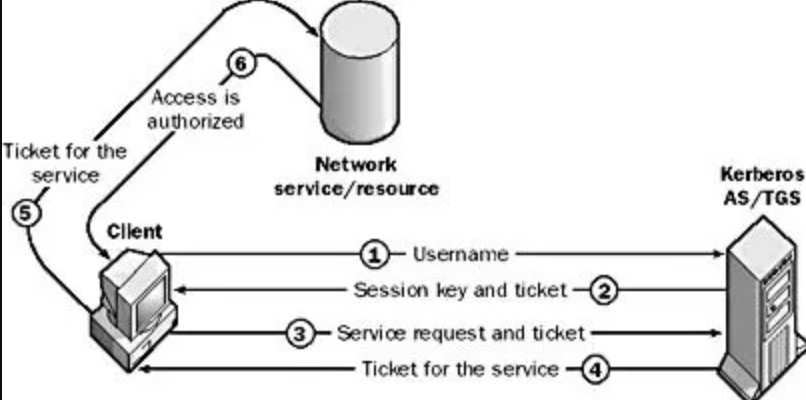 6
Access is
authorized
Ticket for the
service
5
Network
service/resource
Kerberos
AS/TGS
Client
1 Username
Session key and ticket 2
3 Service request and ticket
Ticket for the service 4